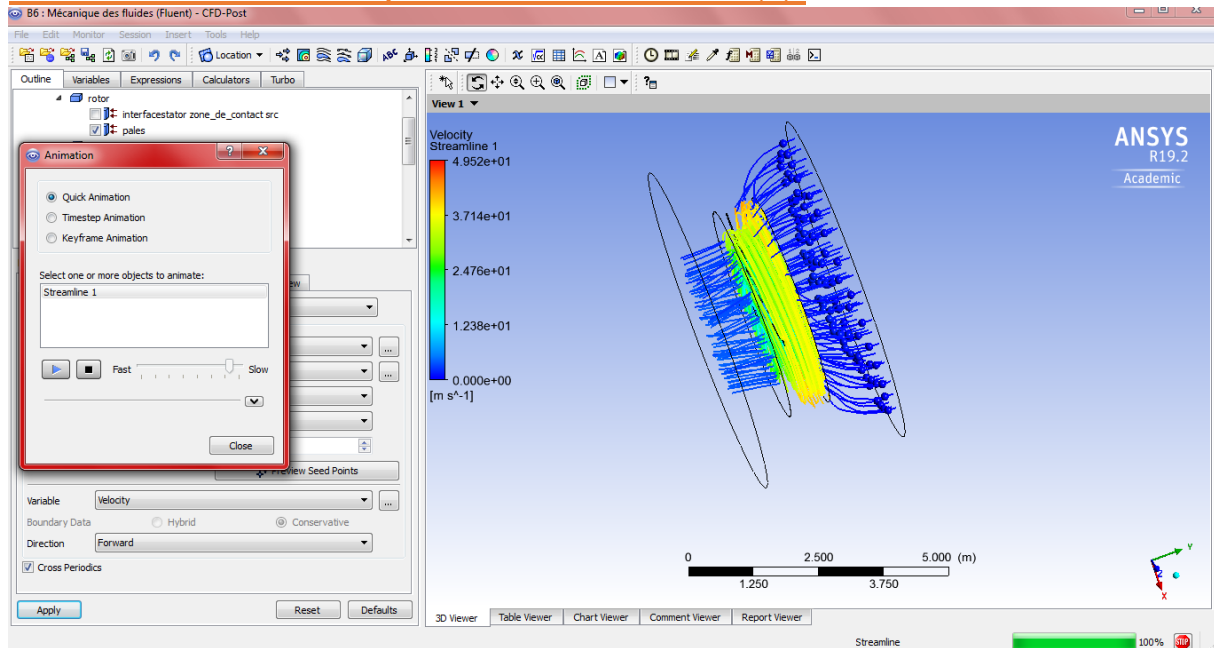 B6 : Mécanique des fluides (Fluent) - CFD-Post
File Edit Monitor Session Insert Tools Help
Location
Outline Variables Expressions Calculators Turbo
rotor
interfacestator zone_de_contact src
pales
Animation
Quick Animation
Timestep Animation
Keyframe Animation
Select one or more objects to animate:
Streamline 1
Fast Slow
Close
Preview Seed Points
Variable Velocity
Boundary Data Hybrid Conservative
Direction Forward
Cross Periodics
Apply Reset Defaults
View 1
Velocity
Streamline 1
4.952e+01
3.714e+01
2.476e+01
1.238e+01
0.000e+00
[m s^-1]
ANSYS
R19.2
Academic
0 2.500 5.000 (m)
1.250 3.750
Y
Z
X
3D Viewer Table Viewer Chart Viewer Comment Viewer Report Viewer
Streamline 100% STOP